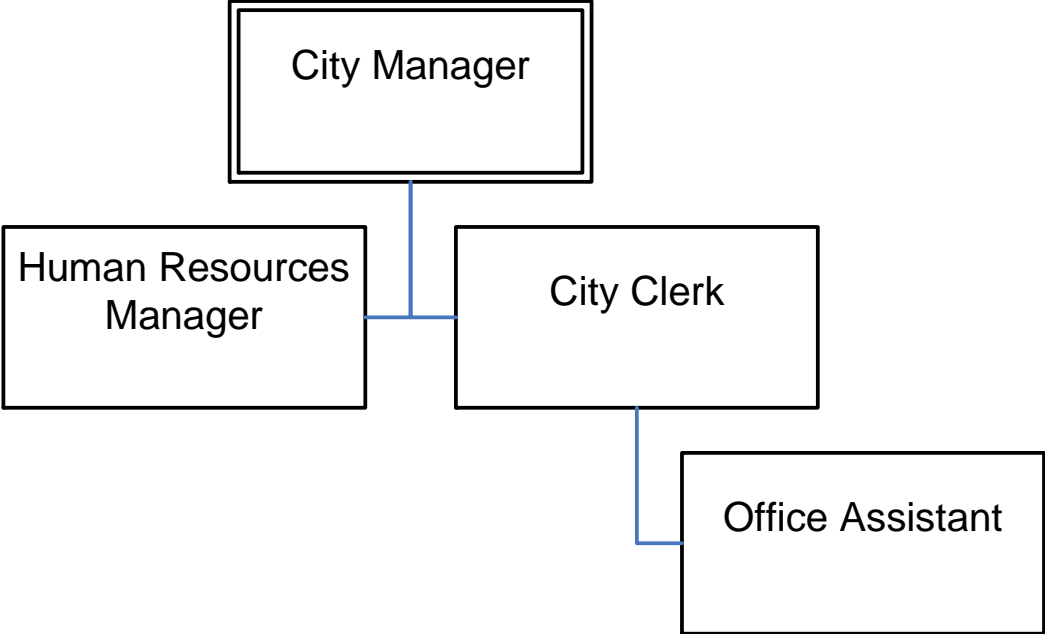 City Manager
Human Resources
Manager
City Clerk
Office Assistant